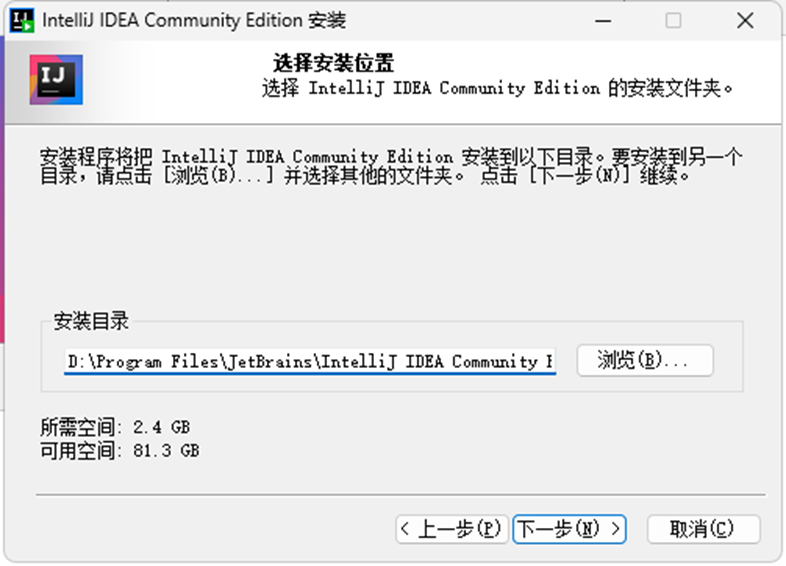 IntelliJ IDEA Community Edition 安装
IJ
选择安装位置
选择 IntelliJ IDEA Community Edition 的安装文件夹。
安装程序将把 IntelliJ IDEA Community Edition 安装到以下目录。要安装到另一个
目录，请点击 [浏览(B)...] 并选择其他的文件夹。 点击 [下一步(N)] 继续。
安装目录
D:\Program Files\JetBrains\IntelliJ IDEA Community
浏览(B)...
所需空间: 2.4 GB
可用空间: 81.3 GB
< 上一步(P) 下一步(N) > 取消(C)